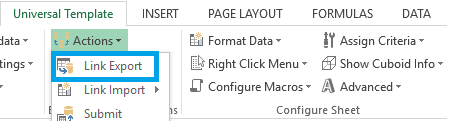 Universal Template INSERT PAGE LAYOUT FORMULAS DATA
data Actions Format Data Assign Criteria
tings Link Export Right Click Menu Show Cuboid Info
Link Import Configure Macros Advanced
E Submit ns Configure Sheet